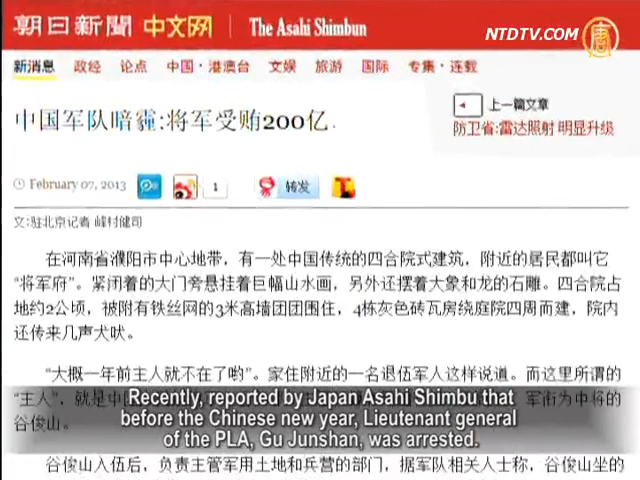 朝日新聞 中文网 The Asahi Shimbun
NTDTV.com
新消息 政经 论点 中国·港澳台 文娱 旅游 国际 专集·连载
中国军队暗霾:将军受贿200亿
上一篇文章
防卫省:雷达照射 明显升级
February 07, 2013
1 转发
文:驻北京记者 峰村健司
在河南省濮阳市中心地带，有一处中国传统的四合院式建筑，附近的居民都叫它
“将军府”。紧闭着的大门旁悬挂着巨幅山水画，另外还摆着大象和龙的石雕。四合院占
地约2公顷，被附有铁丝网的3米高墙团团围住，4栋灰色砖瓦房绕庭院四周而建，院内
还传来几声犬吠。
“大概一年前主人就不在了哟”。家住附近的一名退伍军人这样说道。而这里所谓的
“主人”，就是中
军衔为中将的
谷俊山。
Recently, reported by Japan Asahi Shimbu that
before the Chinese new year, Lieutenant general
of the PLA, Gu Junshan, was arrested.
谷俊山入伍后，负责主管军用土地和兵营的部门，据军队相关人士称，谷俊山坐的